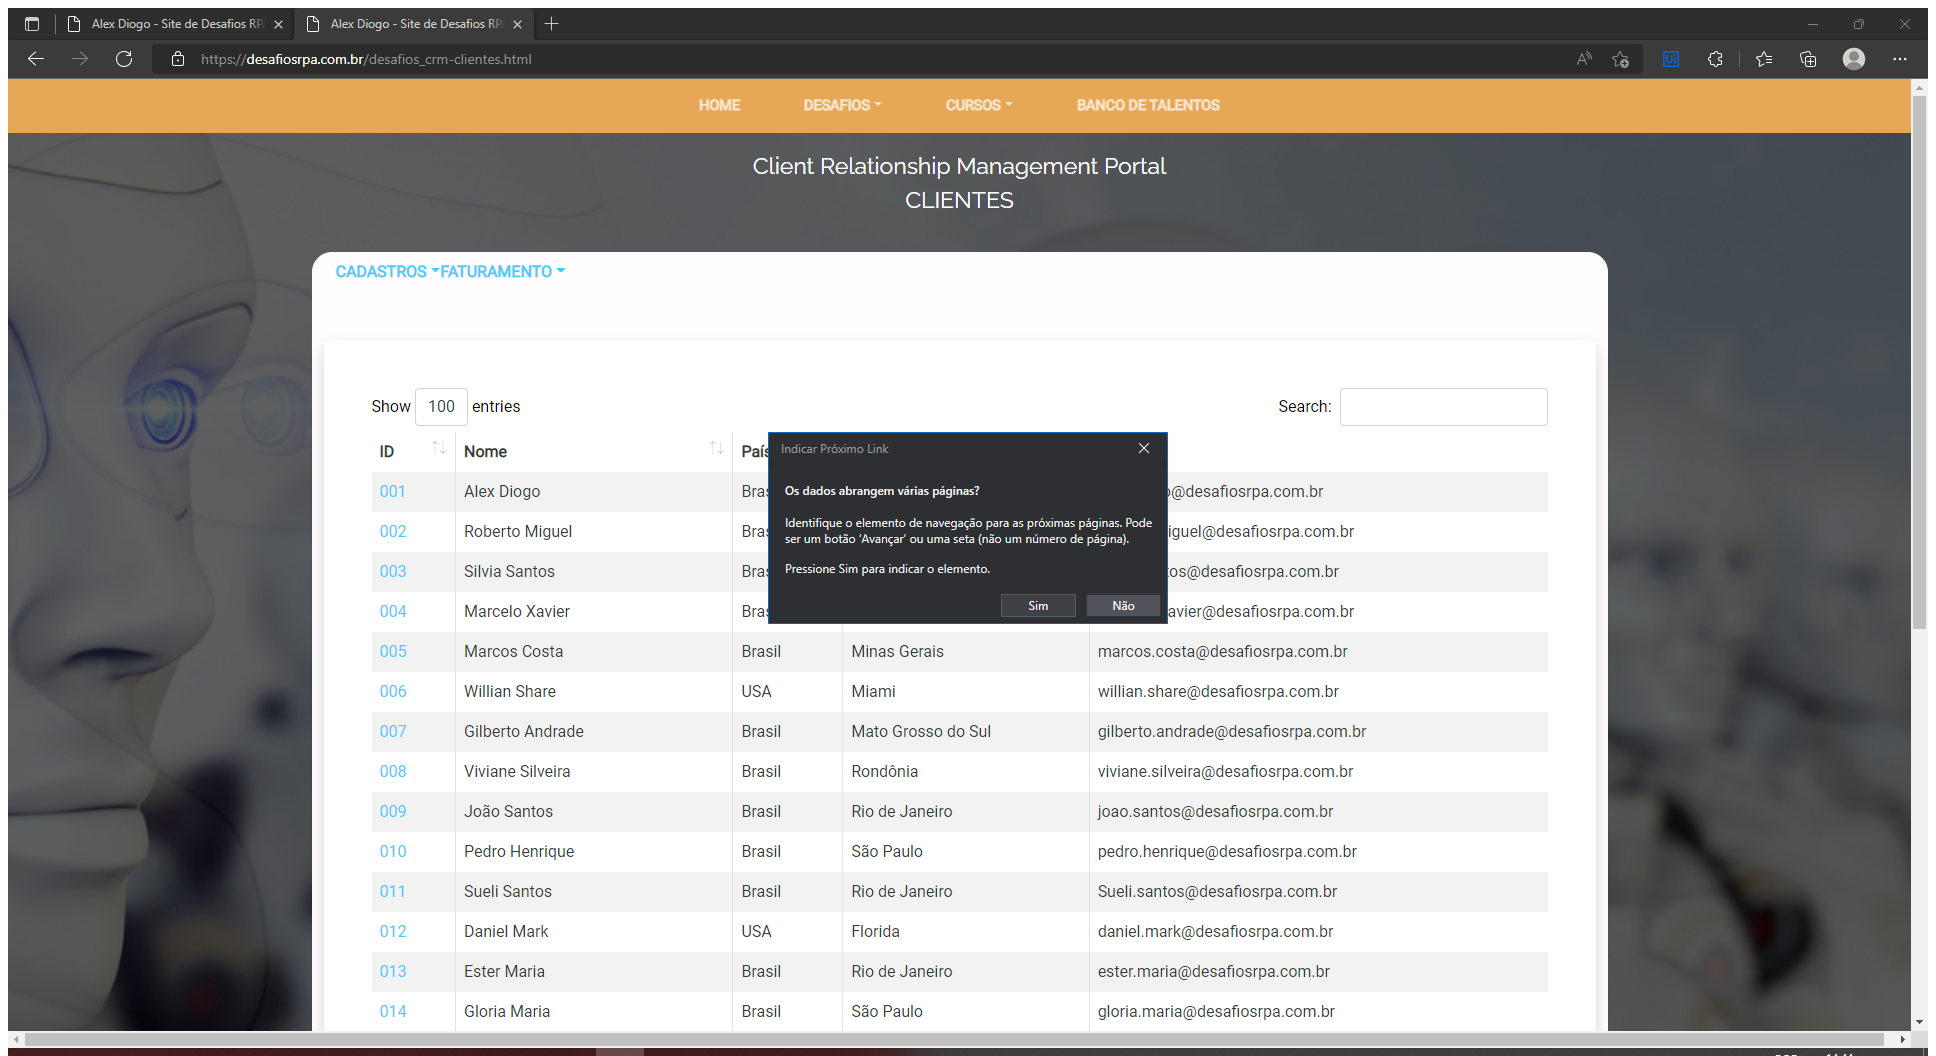 Alex Diogo - Site de Desafios RP
Alex Diogo - Site de Desafios RP
https://desafiosrpa.com.br/desafios_crm-clientes.html
HOME DESAFIOS CURSOS BANCO DE TALENTOS
Client Relationship Management Portal
CLIENTES
CADASTROS FATURAMENTO
Show 100 entries Search:
ID Nome País
Indicar Próximo Link
Os dados abrangem várias páginas?
Identifique o elemento de navegação para as próximas páginas. Pode
ser um botão ‘Avançar’ ou uma seta (não um número de página).
Pressione Sim para indicar o elemento.
Sim Não
001 Alex Diogo Bras @desafiosrpa.com.br
002 Roberto Miguel Bras iguel@desafiosrpa.com.br
003 Silvia Santos Bras os@desafiosrpa.com.br
004 Marcelo Xavier Bras avier@desafiosrpa.com.br
005 Marcos Costa Brasil Minas Gerais marcos.costa@desafiosrpa.com.br
006 Willian Share USA Miami willian.share@desafiosrpa.com.br
007 Gilberto Andrade Brasil Mato Grosso do Sul gilberto.andrade@desafiosrpa.com.br
008 Viviane Silveira Brasil Rondônia viviane.silveira@desafiosrpa.com.br
009 João Santos Brasil Rio de Janeiro joao.santos@desafiosrpa.com.br
010 Pedro Henrique Brasil São Paulo pedro.henrique@desafiosrpa.com.br
011 Sueli Santos Brasil Rio de Janeiro Sueli.santos@desafiosrpa.com.br
012 Daniel Mark USA Florida daniel.mark@desafiosrpa.com.br
013 Ester Maria Brasil Rio de Janeiro ester.maria@desafiosrpa.com.br
014 Gloria Maria Brasil São Paulo gloria.maria@desafiosrpa.com.br